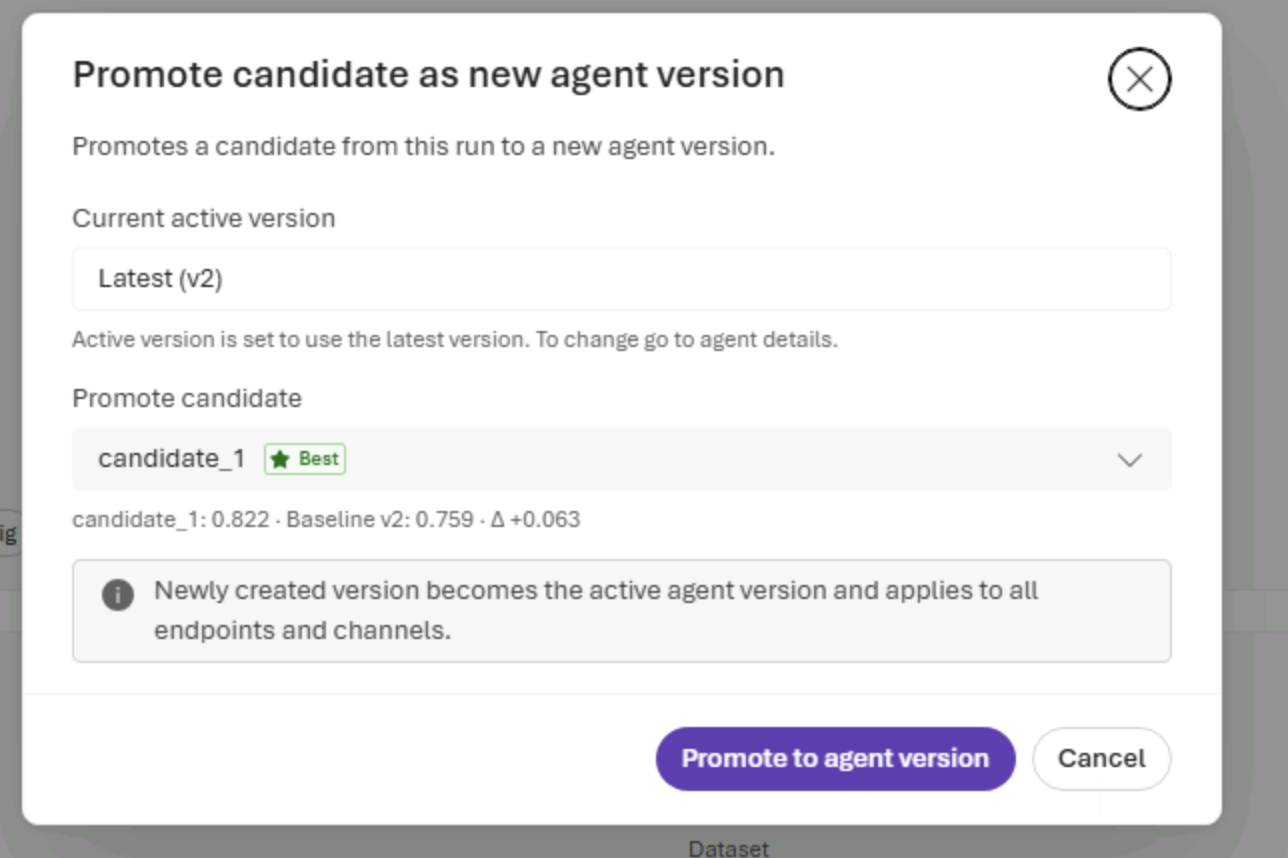 Promote candidate as new agent version
Promotes a candidate from this run to a new agent version.
Current active version
Latest (v2)
Active version is set to use the latest version. To change go to agent details.
Promote candidate
candidate_1 Best
candidate_1: 0.822 · Baseline v2: 0.759 · Δ +0.063
ig
Newly created version becomes the active agent version and applies to all
endpoints and channels.
Promote to agent version Cancel
Dataset